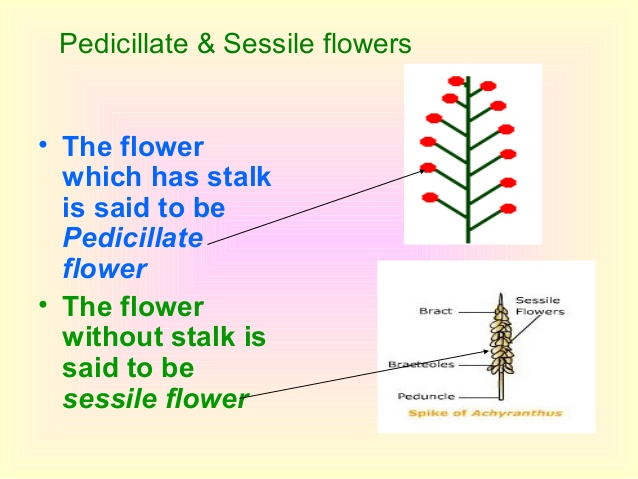 Pedicillate & Sessile flowers
• The flower
which has stalk
is said to be
Pedicillate
flower
• The flower
without stalk is
said to be
sessile flower
Sessile
Flowers
Bract
Bracteoles
Peduncle
Spike of Achyranthus